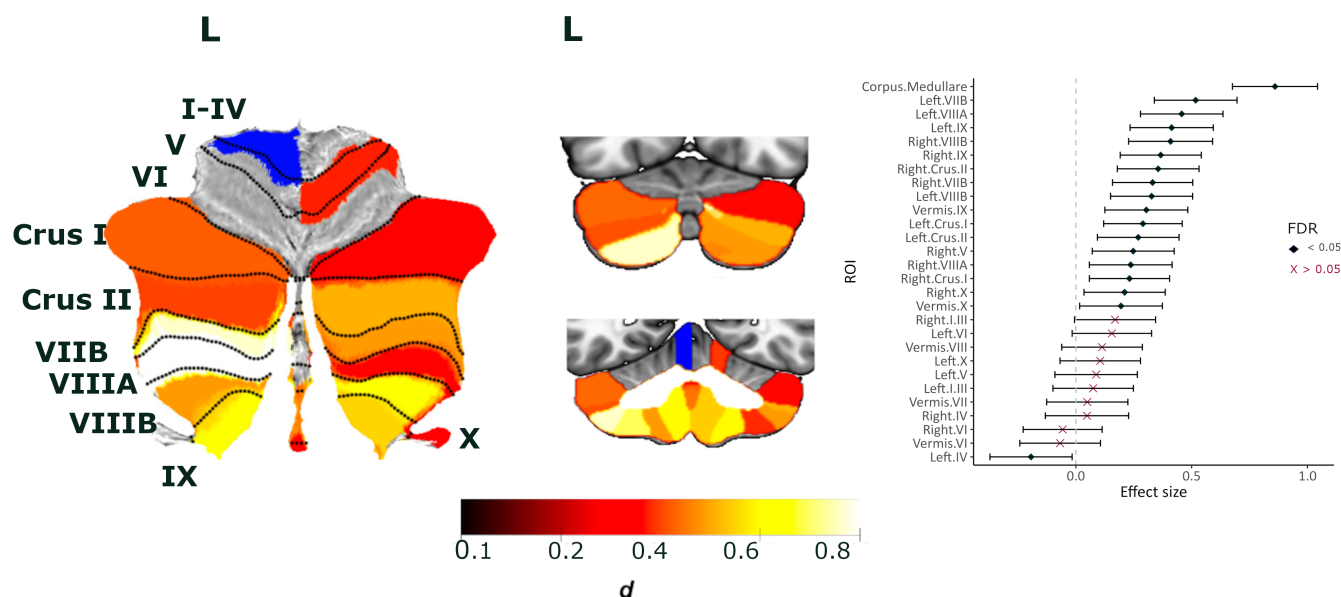 L
I-IV
V
VI
Crus I
Crus II
VIIB
VIIIA
VIIIB
IX
X
L
0.1 0.2 0.4 0.6 0.8
d
ROI
Corpus.Medullare
Left.VIIB
Left.VIIIA
Left.IX
Right.VIIIB
Right.IX
Right.Crus.II
Right.VIIB
Left.VIIIB
Vermis.IX
Left.Crus.I
Left.Crus.II
Right.V
Right.VIIIA
Right.Crus.I
Right.X
Vermis.X
Right.I.III
Left.VI
Vermis.VIII
Left.X
Left.V
Left.I.III
Vermis.VII
Right.IV
Right.VI
Vermis.VI
Left.IV
0.0 0.5 1.0
Effect size
FDR
< 0.05
> 0.05